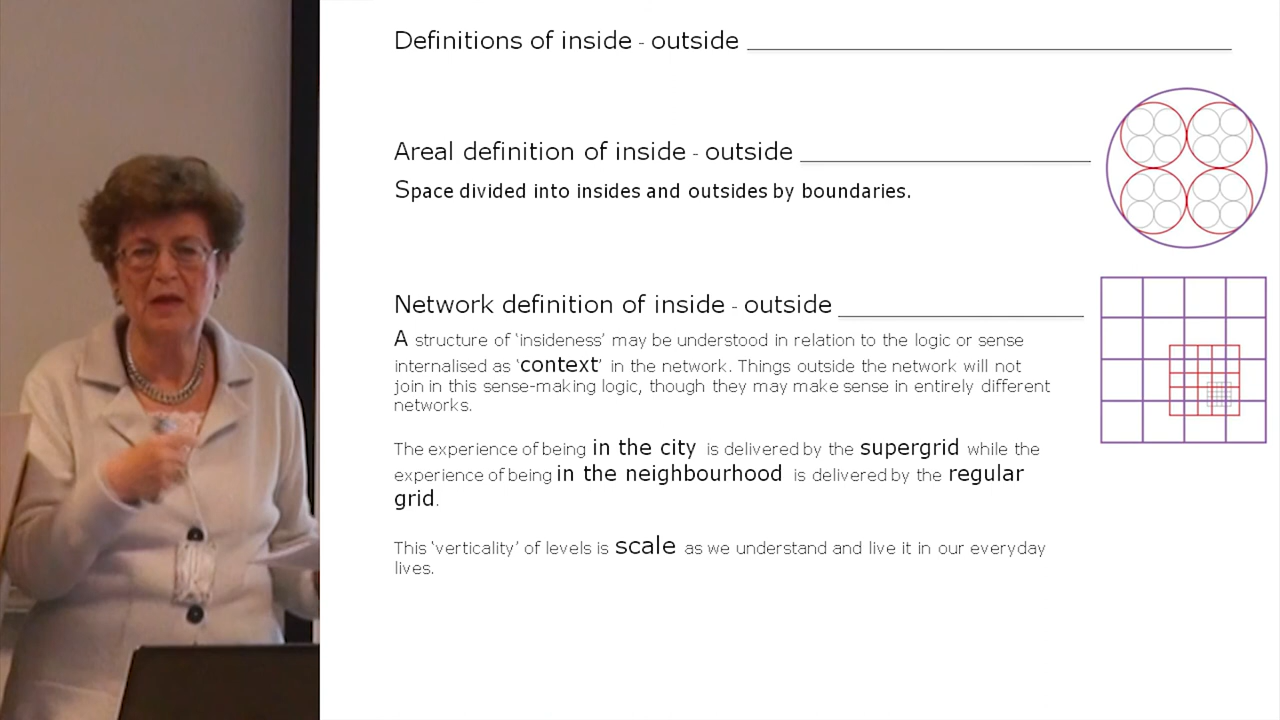 Definitions of inside - outside
Areal definition of inside - outside
Space divided into insides and outsides by boundaries.
Network definition of inside - outside
A structure of ‘insideness’ may be understood in relation to the logic or sense
internalised as ‘context’ in the network. Things outside the network will not
join in this sense-making logic, though they may make sense in entirely different
networks.
The experience of being in the city is delivered by the supergrid while the
experience of being in the neighbourhood is delivered by the regular
grid.
This ‘verticality’ of levels is scale as we understand and live it in our everyday
lives.